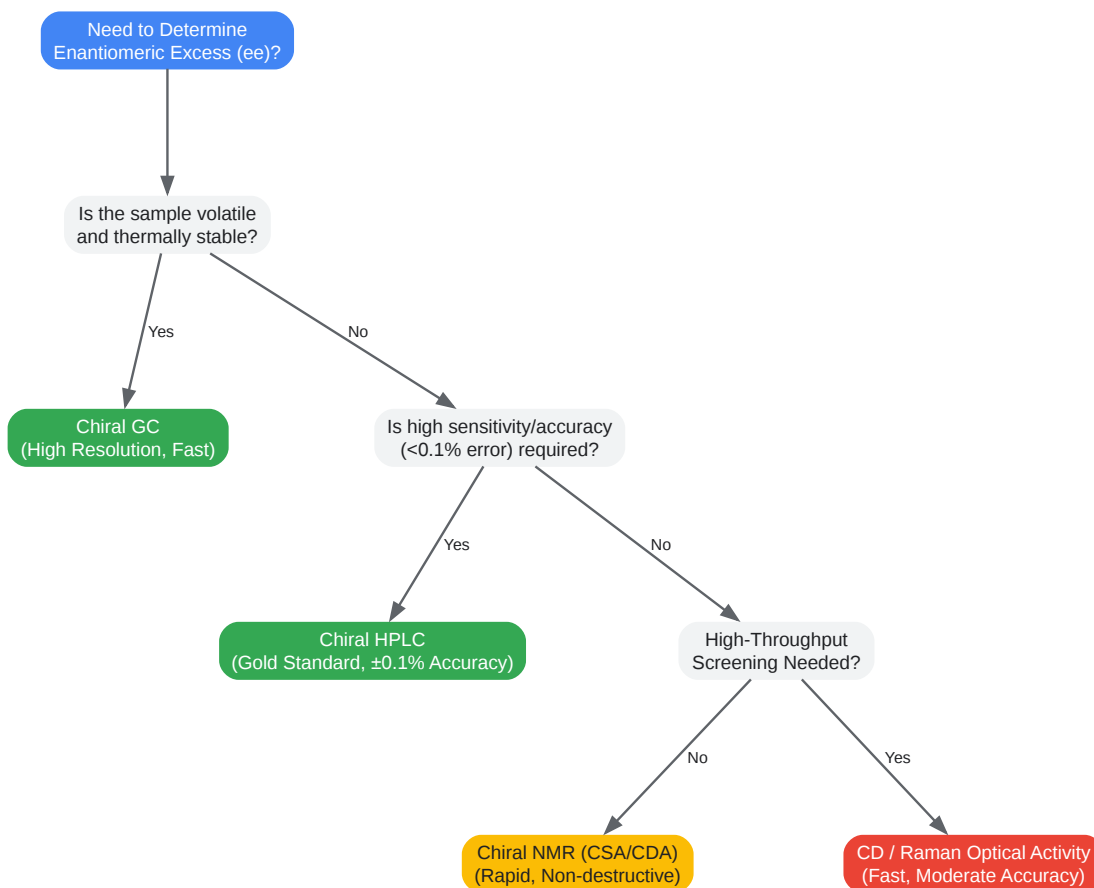 Need to Determine
Enantiomeric Excess (ee)?
Is the sample volatile
and thermally stable?
Yes
No
Chiral GC
(High Resolution, Fast)
Is high sensitivity/accuracy
(<0.1% error) required?
Yes
No
Chiral HPLC
(Gold Standard, ±0.1% Accuracy)
High-Throughput
Screening Needed?
No
Yes
Chiral NMR (CSA/CDA)
(Rapid, Non-destructive)
CD / Raman Optical Activity
(Fast, Moderate Accuracy)